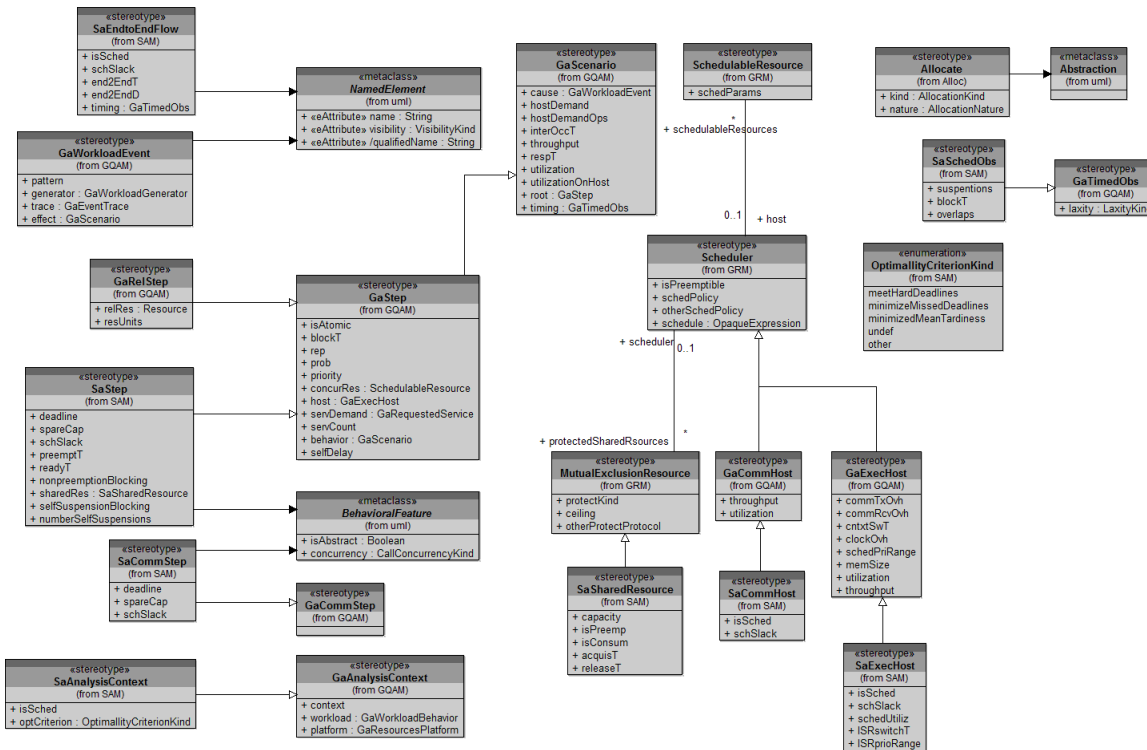 «stereotype»
SaEndtoEndFlow
(from SAM)
+ isSched
+ schSlack
+ end2EndT
+ end2EndD
+ timing : GaTimedObs
«metaclass»
NamedElement
(from uml)
+ «eAttribute» name : String
+ «eAttribute» visibility : VisibilityKind
+ «eAttribute» /qualifiedName : String
«stereotype»
GaWorkloadEvent
(from GQAM)
+ pattern
+ generator : GaWorkloadGenerator
+ trace : GaEventTrace
+ effect : GaScenario
«stereotype»
GaScenario
(from GQAM)
+ cause : GaWorkloadEvent
+ hostDemand
+ hostDemandOps
+ interOccT
+ throughput
+ respT
+ utilization
+ utilizationOnHost
+ root : GaStep
+ timing : GaTimedObs
«stereotype»
SchedulableResource
(from GRM)
+ schedParams
*
+ schedulableResources
0..1
+ host
«stereotype»
Allocate
(from Alloc)
+ kind : AllocationKind
+ nature : AllocationNature
«metaclass»
Abstraction
(from uml)
«stereotype»
SaSchedObs
(from SAM)
+ suspentions
+ blockT
+ overlaps
«stereotype»
GaTimedObs
(from GQAM)
+ laxity : LaxityKind
«stereotype»
Scheduler
(from GRM)
+ isPreemptible
+ schedPolicy
+ otherSchedPolicy
+ schedule : OpaqueExpression
+ scheduler
0..1
*
+ protectedSharedRsources
«enumeration»
OptimallityCriterionKind
(from SAM)
meetHardDeadlines
minimizeMissedDeadlines
minimizedMeanTardiness
undef
other
«stereotype»
GaRelStep
(from GQAM)
+ relRes : Resource
+ resUnits
«stereotype»
GaStep
(from GQAM)
+ isAtomic
+ blockT
+ rep
+ prob
+ priority
+ concurRes : SchedulableResource
+ host : GaExecHost
+ servDemand : GaRequestedService
+ servCount
+ behavior : GaScenario
+ selfDelay
«stereotype»
SaStep
(from SAM)
+ deadline
+ spareCap
+ schSlack
+ preemptT
+ readyT
+ nonpreemptionBlocking
+ sharedRes : SaSharedResource
+ selfSuspensionBlocking
+ numberSelfSuspensions
«metaclass»
BehavioralFeature
(from uml)
+ isAbstract : Boolean
+ concurrency : CallConcurrencyKind
«stereotype»
SaCommStep
(from SAM)
+ deadline
+ spareCap
+ schSlack
«stereotype»
GaCommStep
(from GQAM)
«stereotype»
SaAnalysisContext
(from SAM)
+ isSched
+ optCriterion : OptimallityCriterionKind
«stereotype»
GaAnalysisContext
(from GQAM)
+ context
+ workload : GaWorkloadBehavior
+ platform : GaResourcesPlatform
«stereotype»
MutualExclusionResource
(from GRM)
+ protectKind
+ ceiling
+ otherProtectProtocol
«stereotype»
GaCommHost
(from GQAM)
+ throughput
+ utilization
«stereotype»
GaExecHost
(from GQAM)
+ commTxOvh
+ commRcvOvh
+ cntxtSwT
+ clockOvh
+ schedPriRange
+ memSize
+ utilization
+ throughput
«stereotype»
SaSharedResource
(from SAM)
+ capacity
+ isPreemp
+ isConsum
+ acquisT
+ releaseT
«stereotype»
SaCommHost
(from SAM)
+ isSched
+ schSlack
«stereotype»
SaExecHost
(from SAM)
+ isSched
+ schSlack
+ schedUtiliz
+ ISRswitchT
+ ISRprioRange